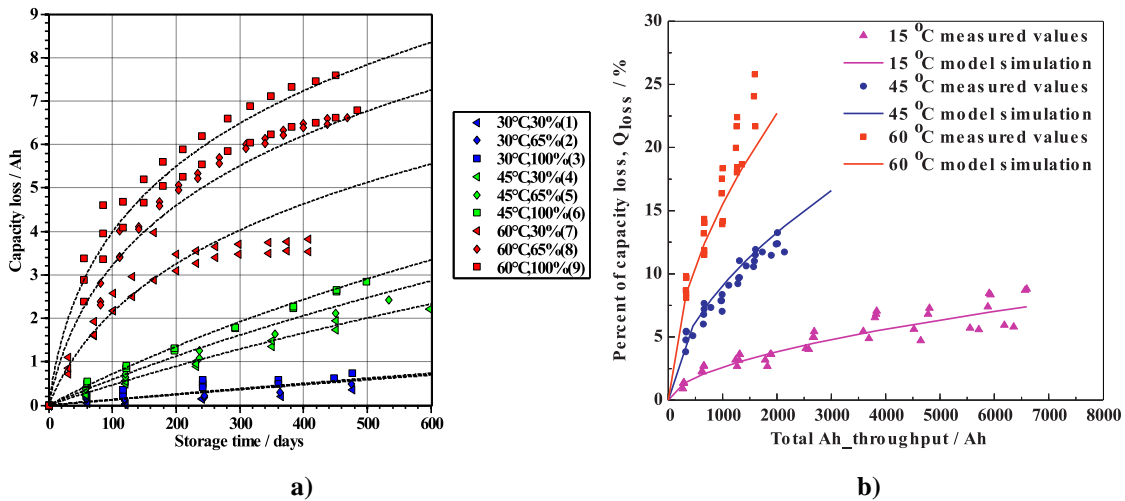 9
8
7
6
5
4
3
2
1
0
Capacity loss / Ah
0 100 200 300 400 500 600
Storage time / days
30°C,30%(1)
30°C,65%(2)
30°C,100%(3)
45°C,30%(4)
45°C,65%(5)
45°C,100%(6)
60°C,30%(7)
60°C,65%(8)
60°C,100%(9)
a)
30
25
20
15
10
5
0
Percent of capacity loss, Qloss / %
15 °C measured values
15 °C model simulation
45 °C measured values
45 °C model simulation
60 °C measured values
60 °C model simulation
0 1000 2000 3000 4000 5000 6000 7000 8000
Total Ah_throughput / Ah
b)